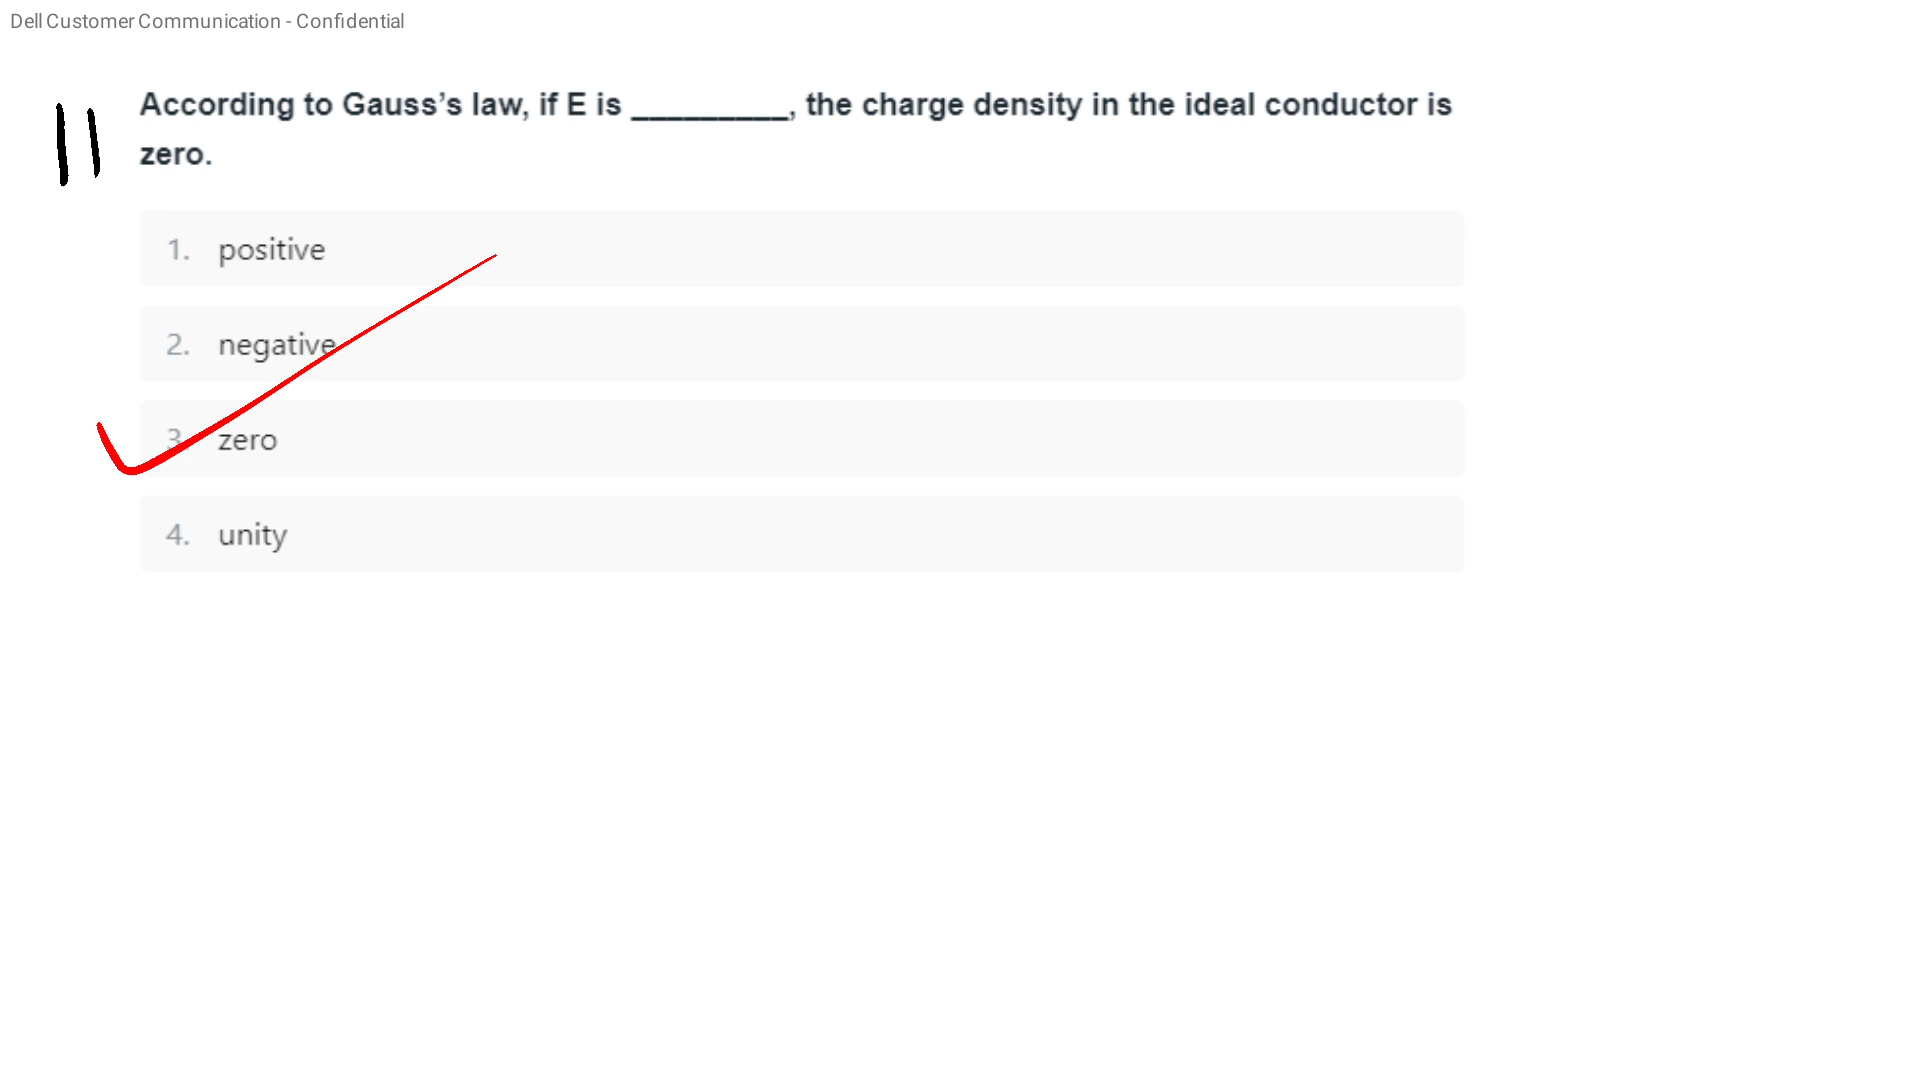 Dell Customer Communication - Confidential
11
According to Gauss’s law, if E is _________, the charge density in the ideal conductor is
zero.
1. positive
2. negative
3. zero
4. unity